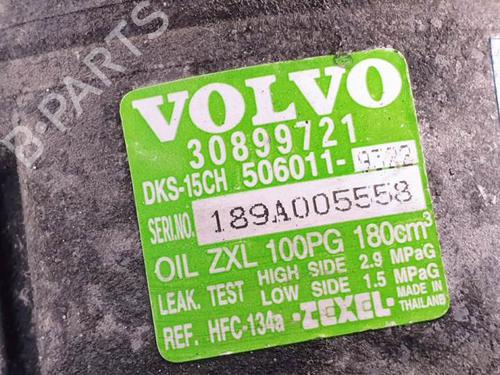 B-PARTS
VOLVO
30899721
DKS-15CH 506011-
SERI.NO. 189A005558
OIL ZXL 100PG 180cm³
LEAK. TEST HIGH SIDE 2.9 MPaG
LOW SIDE 1.5 MPaG
REF. HFC-134a ZEXEL MADE IN THAILAND